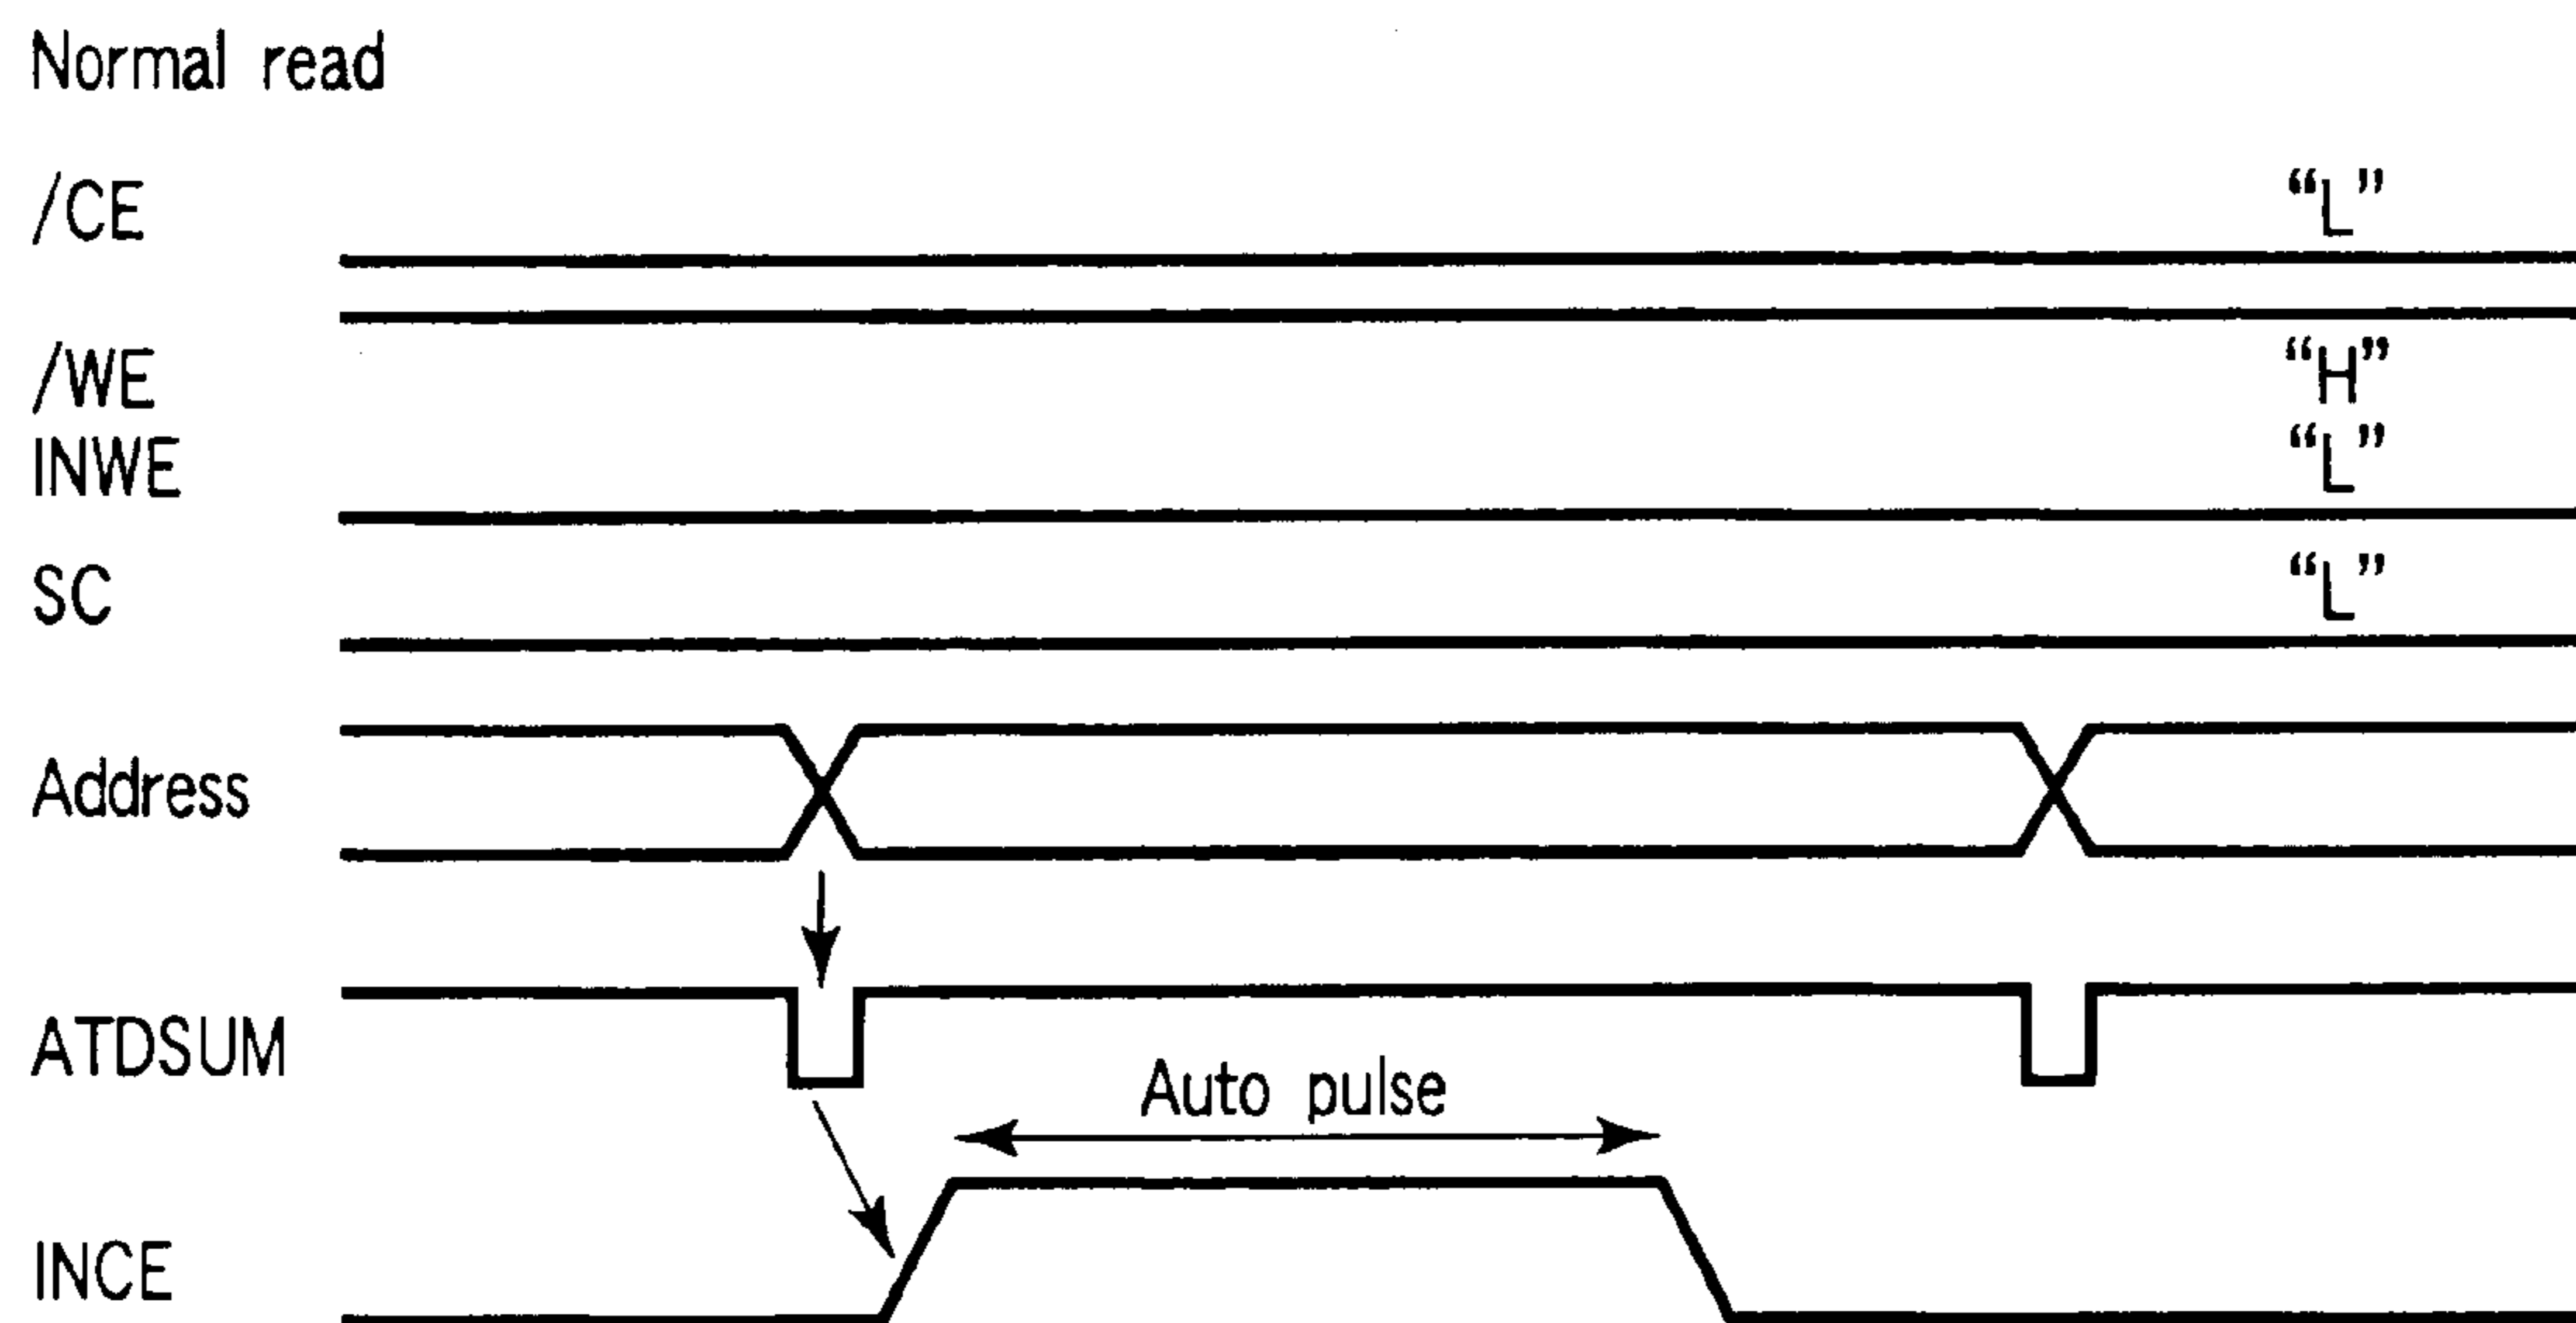 Normal read
/CE “L”
/WE “H”
INWE “L”
SC “L”
Address
ATDSUM
Auto pulse
INCE